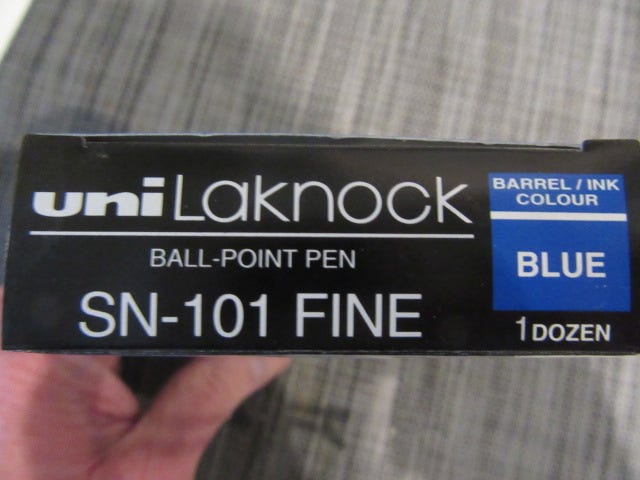 uni Laknock
BALL-POINT PEN
SN-101 FINE
BARREL / INK
COLOUR
BLUE
1 DOZEN